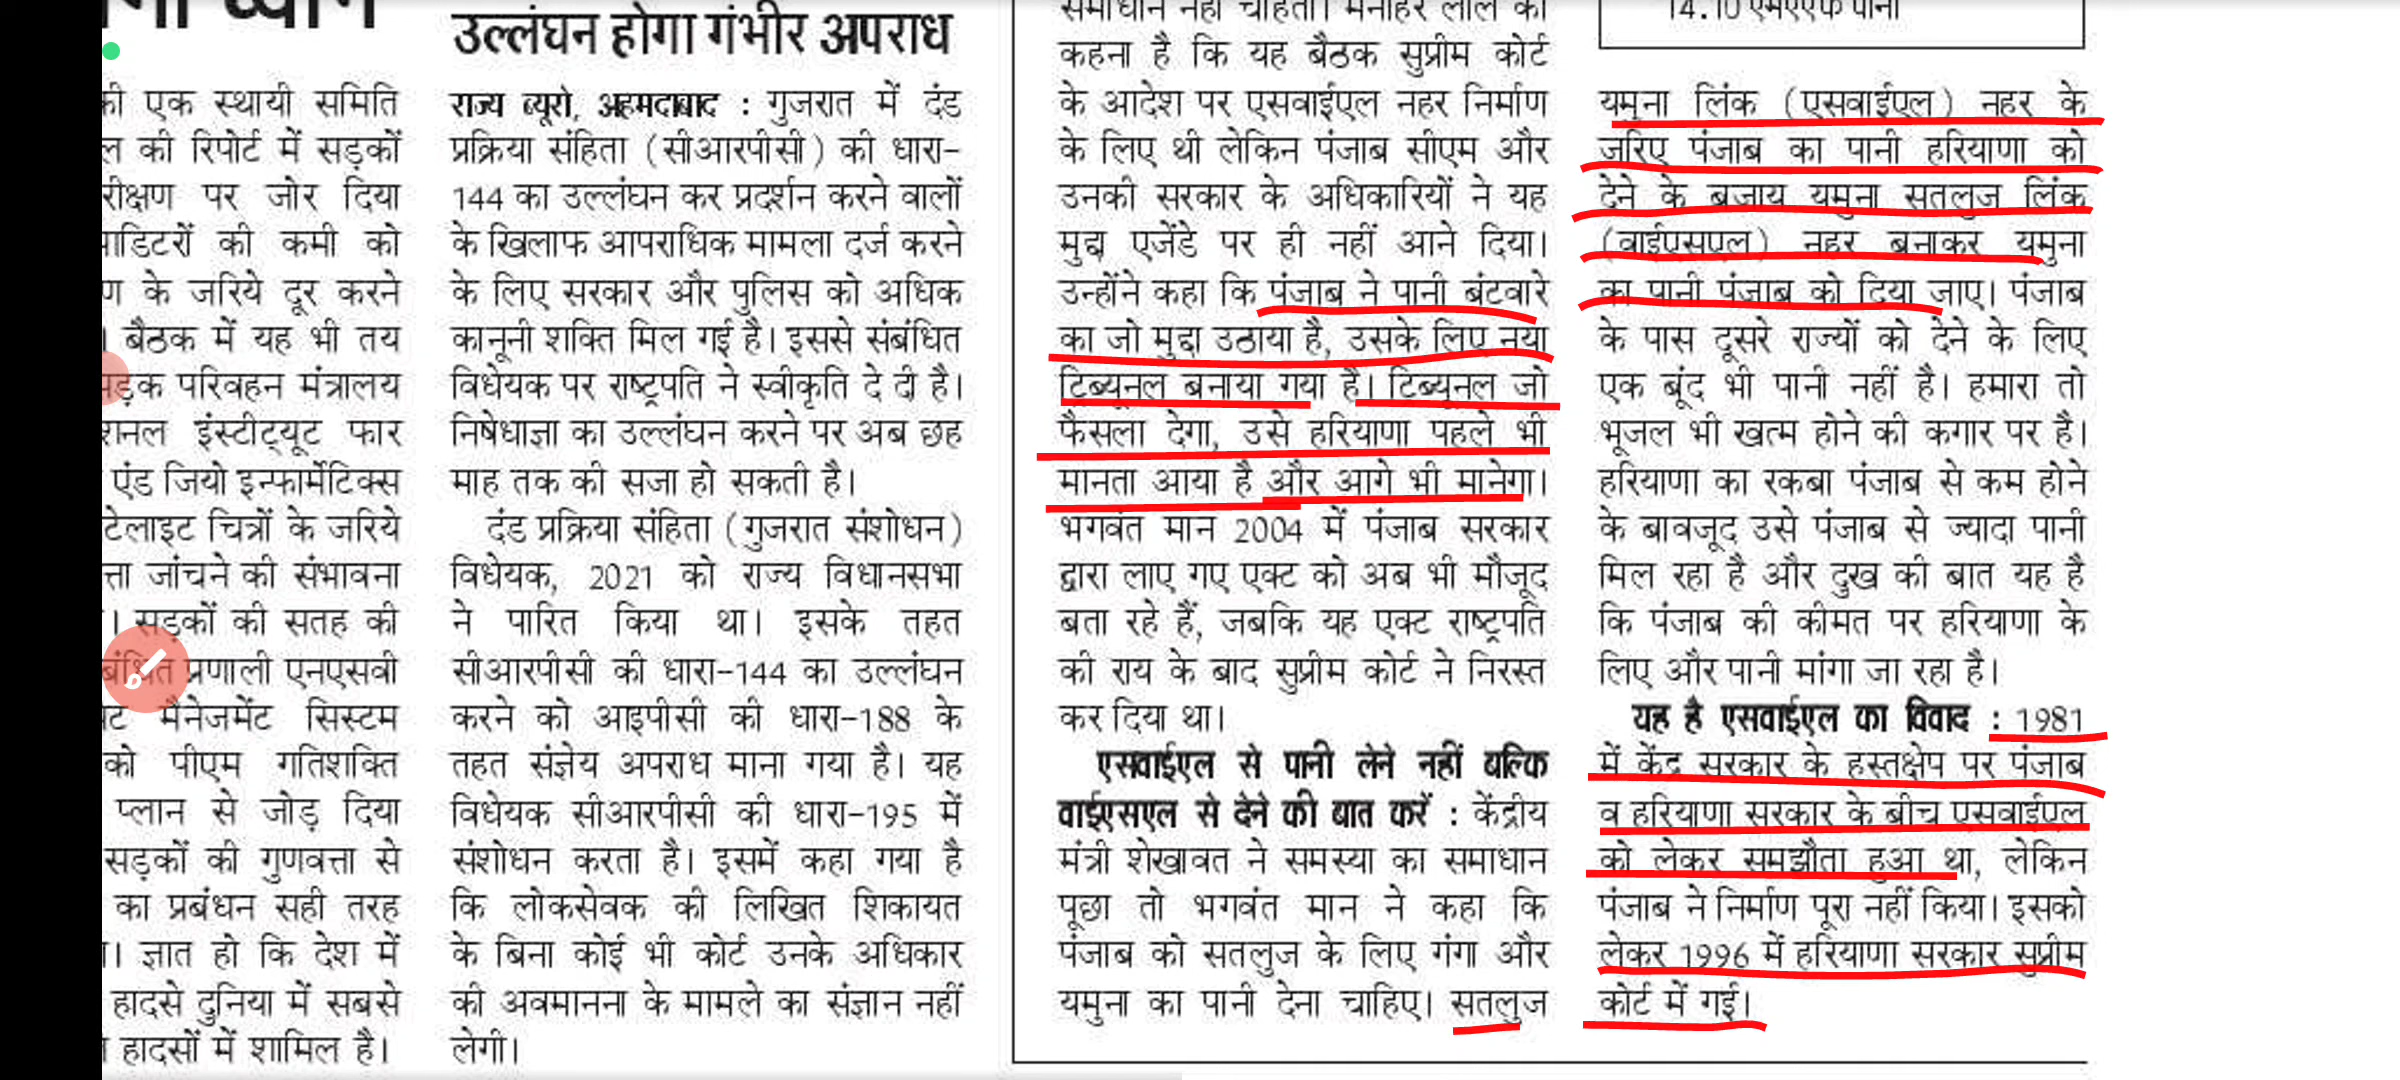 की एक स्थायी समिति
ल की रिपोर्ट में सड़कों
रीक्षण पर जोर दिया
गाडिटरों की कमी को
ण के जरिये दूर करने
। बैठक में यह भी तय
सड़क परिवहन मंत्रालय
शनल इंस्टीट्यूट फार
एंड जियो इन्फार्मेटिक्स
टेलाइट चित्रों के जरिये
त्ता जांचने की संभावना
। सड़कों की सतह की
बंधित प्रणाली एनएसवी
मैनेजमेंट सिस्टम
को पीएम गतिशक्ति
प्लान से जोड़ दिया
सड़कों की गुणवत्ता से
का प्रबंधन सही तरह
। ज्ञात हो कि देश में
हादसे दुनिया में सबसे
हादसों में शामिल है।
उल्लंघन होगा गंभीर अपराध
राज्य ब्यूरो, अहमदाबाद : गुजरात में दंड
प्रक्रिया संहिता (सीआरपीसी) की धारा-
144 का उल्लंघन कर प्रदर्शन करने वालों
के खिलाफ आपराधिक मामला दर्ज करने
के लिए सरकार और पुलिस को अधिक
कानूनी शक्ति मिल गई है। इससे संबंधित
विधेयक पर राष्ट्रपति ने स्वीकृति दे दी है।
निषेधाज्ञा का उल्लंघन करने पर अब छह
माह तक की सजा हो सकती है।
दंड प्रक्रिया संहिता (गुजरात संशोधन)
विधेयक, 2021 को राज्य विधानसभा
ने पारित किया था। इसके तहत
सीआरपीसी की धारा-144 का उल्लंघन
करने को आइपीसी की धारा-188 के
तहत संज्ञेय अपराध माना गया है। यह
विधेयक सीआरपीसी की धारा-195 में
संशोधन करता है। इसमें कहा गया है
कि लोकसेवक की लिखित शिकायत
के बिना कोई भी कोर्ट उनके अधिकार
की अवमानना के मामले का संज्ञान नहीं
लेगी।
समाधान नहीं चाहता। मनोहर लाल का
कहना है कि यह बैठक सुप्रीम कोर्ट
के आदेश पर एसवाईएल नहर निर्माण
के लिए थी लेकिन पंजाब सीएम और
उनकी सरकार के अधिकारियों ने यह
मुद्दा एजेंडे पर ही नहीं आने दिया।
उन्होंने कहा कि पंजाब ने पानी बंटवारे
का जो मुद्दा उठाया है, उसके लिए नया
टिब्यूनल बनाया गया है। टिब्यूनल जो
फैसला देगा, उसे हरियाणा पहले भी
मानता आया है और आगे भी मानेगा।
भगवंत मान 2004 में पंजाब सरकार
द्वारा लाए गए एक्ट को अब भी मौजूद
बता रहे हैं, जबकि यह एक्ट राष्ट्रपति
की राय के बाद सुप्रीम कोर्ट ने निरस्त
कर दिया था।
एसवाईएल से पानी लेने नहीं बल्कि
वाईएसएल से देने की बात करें : केंद्रीय
मंत्री शेखावत ने समस्या का समाधान
पूछा तो भगवंत मान ने कहा कि
पंजाब को सतलुज के लिए गंगा और
यमुना का पानी देना चाहिए। सतलुज
14.10 एमएएफ पानी
यमुना लिंक (एसवाईएल) नहर के
जरिए पंजाब का पानी हरियाणा को
देने के बजाय यमुना सतलुज लिंक
(वाईएसएल) नहर बनाकर यमुना
का पानी पंजाब को दिया जाए। पंजाब
के पास दूसरे राज्यों को देने के लिए
एक बूंद भी पानी नहीं है। हमारा तो
भूजल भी खत्म होने की कगार पर है।
हरियाणा का रकबा पंजाब से कम होने
के बावजूद उसे पंजाब से ज्यादा पानी
मिल रहा है और दुख की बात यह है
कि पंजाब की कीमत पर हरियाणा के
लिए और पानी मांगा जा रहा है।
यह है एसवाईएल का विवाद : 1981
में केंद्र सरकार के हस्तक्षेप पर पंजाब
व हरियाणा सरकार के बीच एसवाईएल
को लेकर समझौता हुआ था, लेकिन
पंजाब ने निर्माण पूरा नहीं किया। इसको
लेकर 1996 में हरियाणा सरकार सुप्रीम
कोर्ट में गई।